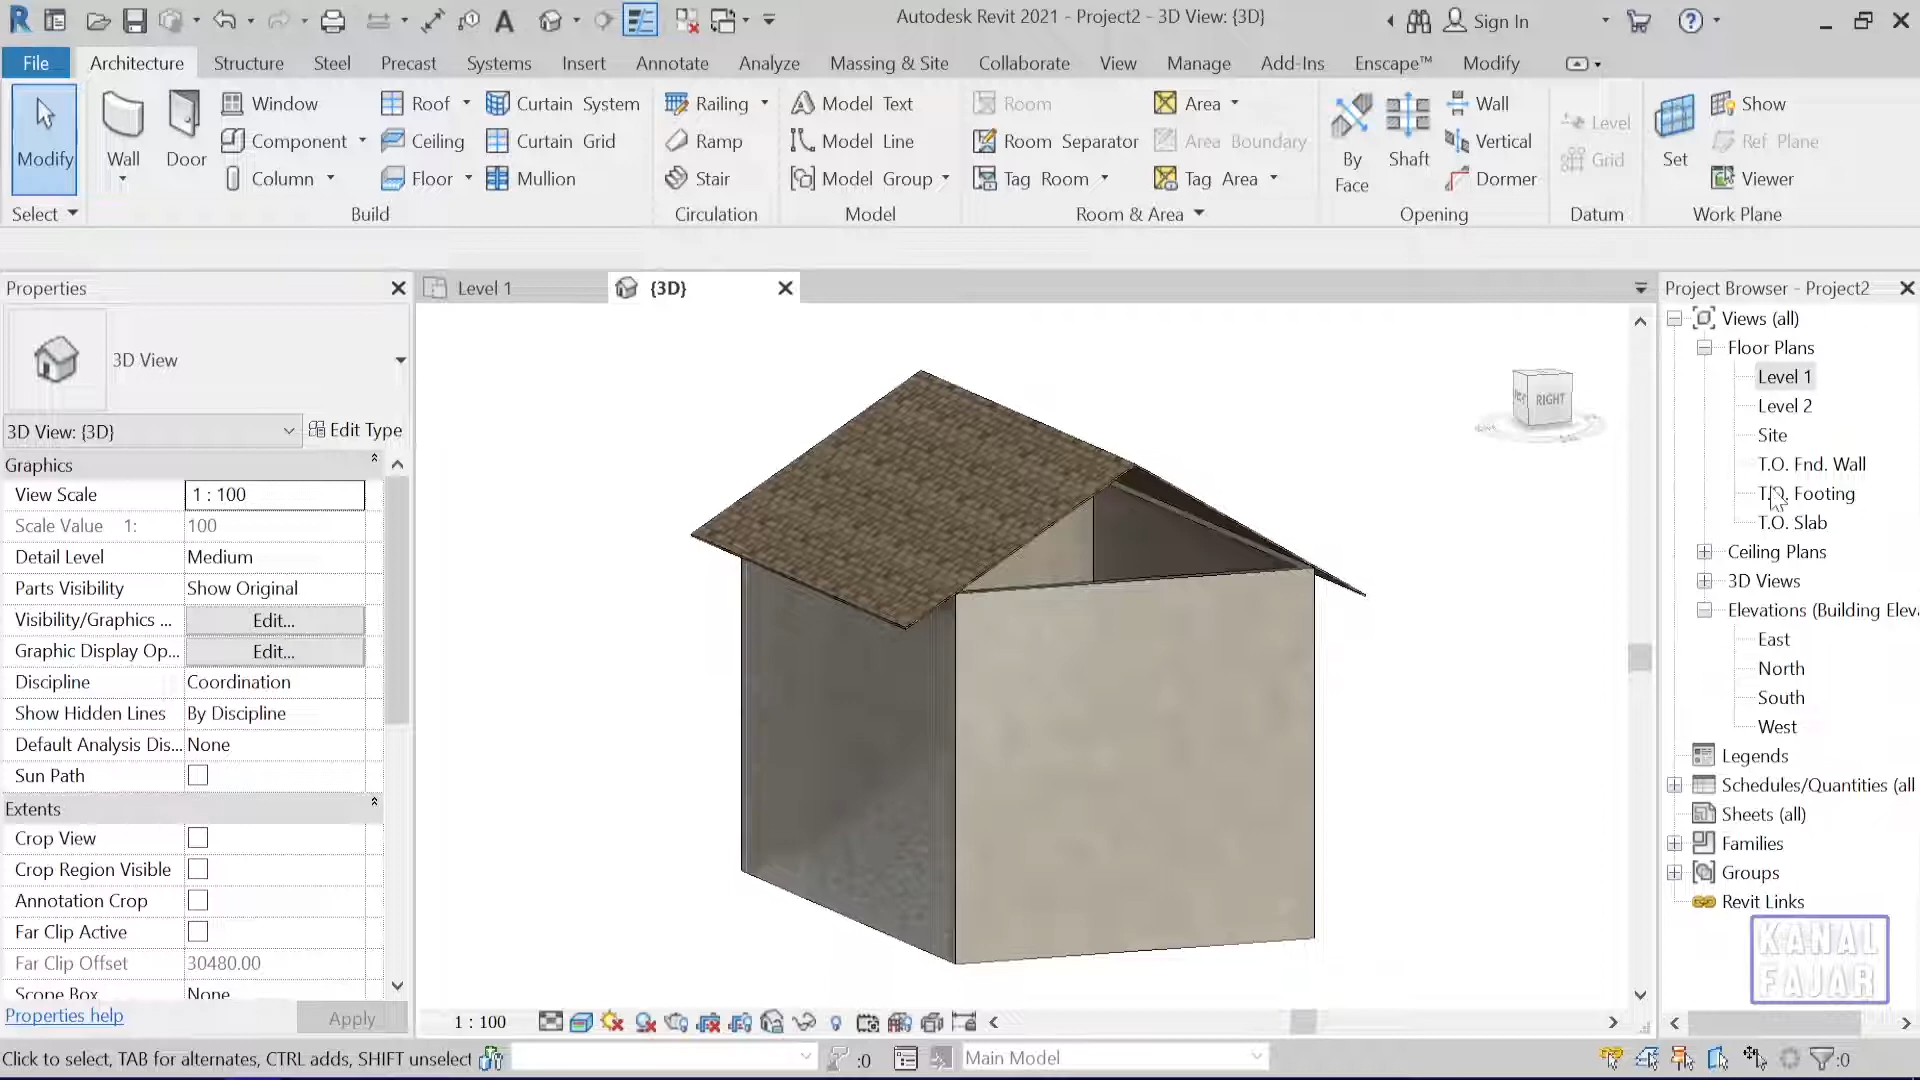 Autodesk Revit 2021 - Project2 - 3D View: {3D}
Sign In
File Architecture Structure Steel Precast Systems Insert Annotate Analyze Massing & Site Collaborate View Manage Add-Ins Enscape™ Modify
Modify
Wall
Door
Window
Component
Column
Roof
Ceiling
Floor
Curtain System
Curtain Grid
Mullion
Railing
Ramp
Stair
Model Text
Model Line
Model Group
Room
Room Separator
Tag Room
Area
Area Boundary
Tag Area
By
Face
Shaft
Wall
Vertical
Dormer
Level
Grid
Set
Show
Ref Plane
Viewer
Select
Build
Circulation
Model
Room & Area
Opening
Datum
Work Plane
Properties
3D View
3D View: {3D}
Edit Type
Graphics
View Scale 1 : 100
Scale Value 1: 100
Detail Level Medium
Parts Visibility Show Original
Visibility/Graphics ... Edit...
Graphic Display Op... Edit...
Discipline Coordination
Show Hidden Lines By Discipline
Default Analysis Dis... None
Sun Path
Extents
Crop View
Crop Region Visible
Annotation Crop
Far Clip Active
Far Clip Offset 30480.00
Scope Box None
Properties help
Apply
Level 1
{3D}
RIGHT
1 : 100
Project Browser - Project2
Views (all)
Floor Plans
Level 1
Level 2
Site
T.O. Fnd. Wall
T.O. Footing
T.O. Slab
Ceiling Plans
3D Views
Elevations (Building Elev
East
North
South
West
Legends
Schedules/Quantities (all
Sheets (all)
Families
Groups
Revit Links
KANAL
FAJAR
Click to select, TAB for alternates, CTRL adds, SHIFT unselect
:0
Main Model
:0